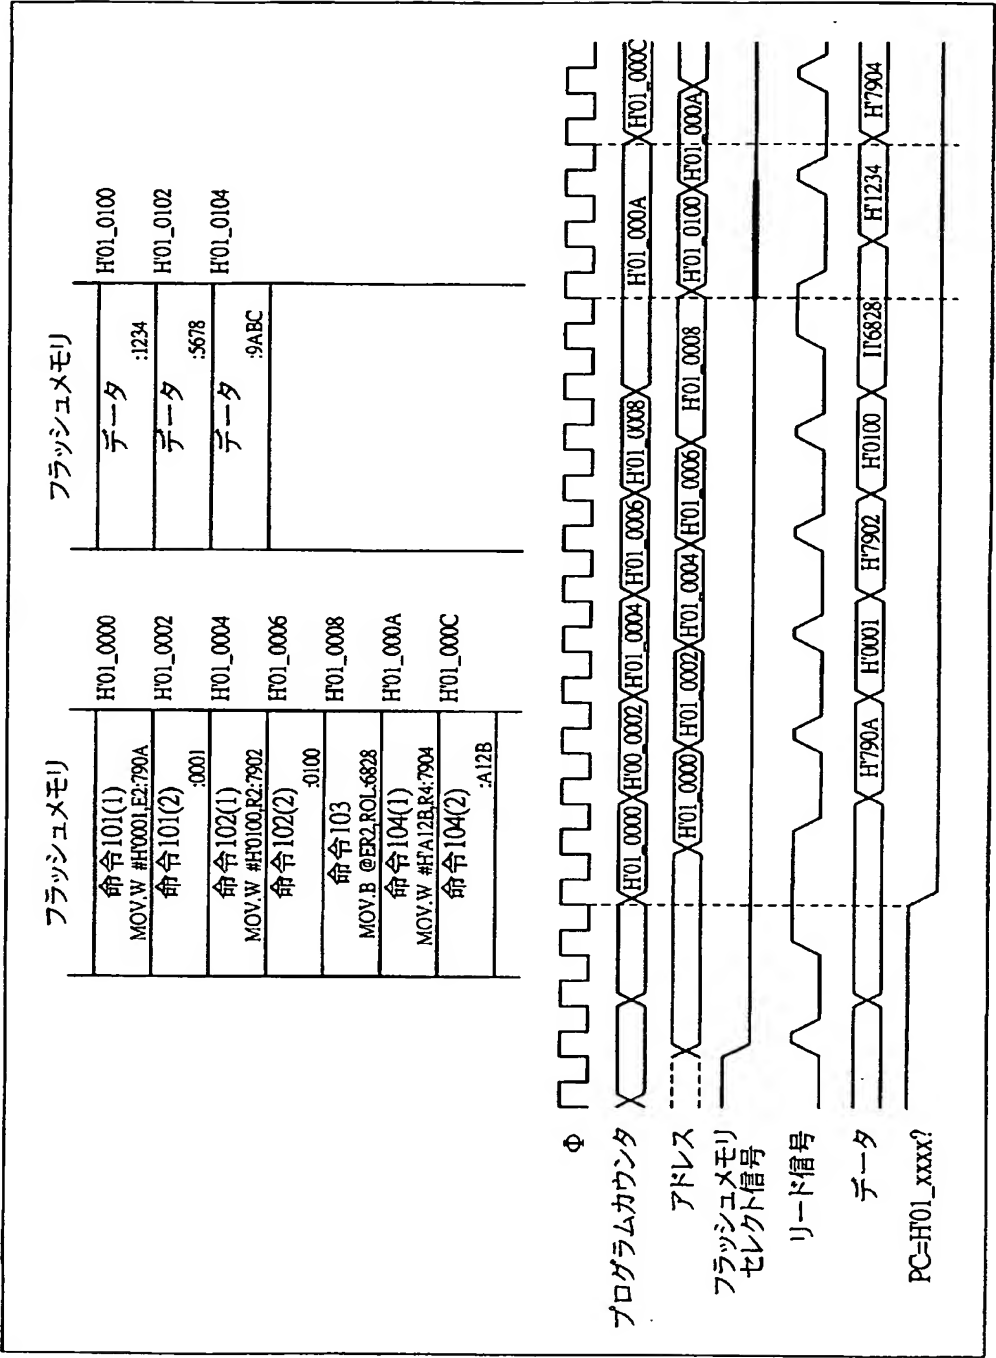 フラッシュメモリ
命令101(1)
MOV.W #H'0001,E2:790A
H'01_0000
命令101(2)
:0001
H'01_0002
命令102(1)
MOV.W #H'0100,R2:7902
H'01_0004
命令102(2)
:0100
H'01_0006
命令103
MOV.B @ER2,ROL:6828
H'01_0008
命令104(1)
MOV.W #H'A12B,R4:7904
H'01_000A
命令104(2)
:A12B
H'01_000C
フラッシュメモリ
データ
:1234
H'01_0100
データ
:5678
H'01_0102
データ
:9ABC
H'01_0104
Φ
プログラムカウンタ
H'01_0000 H'00_0002 H'01_0004 H'01_0006 H'01_0008 H'01_000A H'01_000C
アドレス
H'01_0000 H'01_0002 H'01_0004 H'01_0006 H'01_0008 H'01_0100 H'01_000A
フラッシュメモリ
セレクト信号
リード信号
データ
H'790A H'0001 H'7902 H'0100 H'6828 H'1234 H'7904
PC=H'01_xxxx?